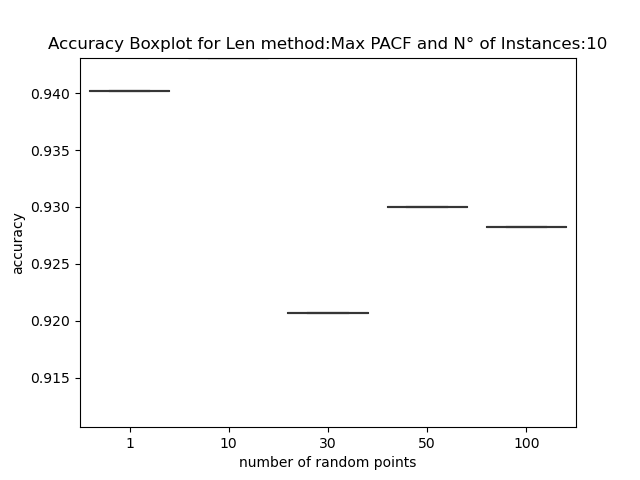 Accuracy Boxplot for Len method:Max PACF and N° of Instances:10
0.940
0.935
0.930
0.925
0.920
0.915
accuracy
1 10 30 50 100
number of random points